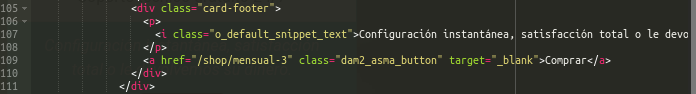 105 <div class="card-footer">
106 <p>
107 <i class="o_default_snippet_text">Configuración instantánea, satisfacción total o le devo
108 </p>
109 <a href="/shop/mensual-3" class="dam2_asma_button" target="_blank">Comprar</a>
110 </div>
111 </div>